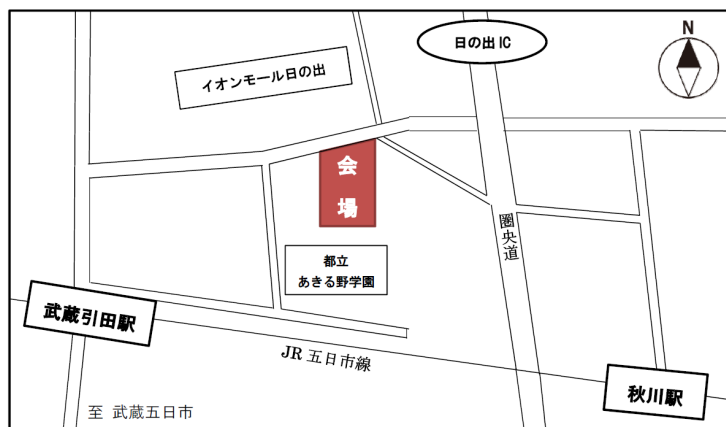 日の出IC
N
イオンモール日の出
会
場
圏央道
都立
あきる野学園
武蔵引田駅
JR 五日市線
秋川駅
至 武蔵五日市